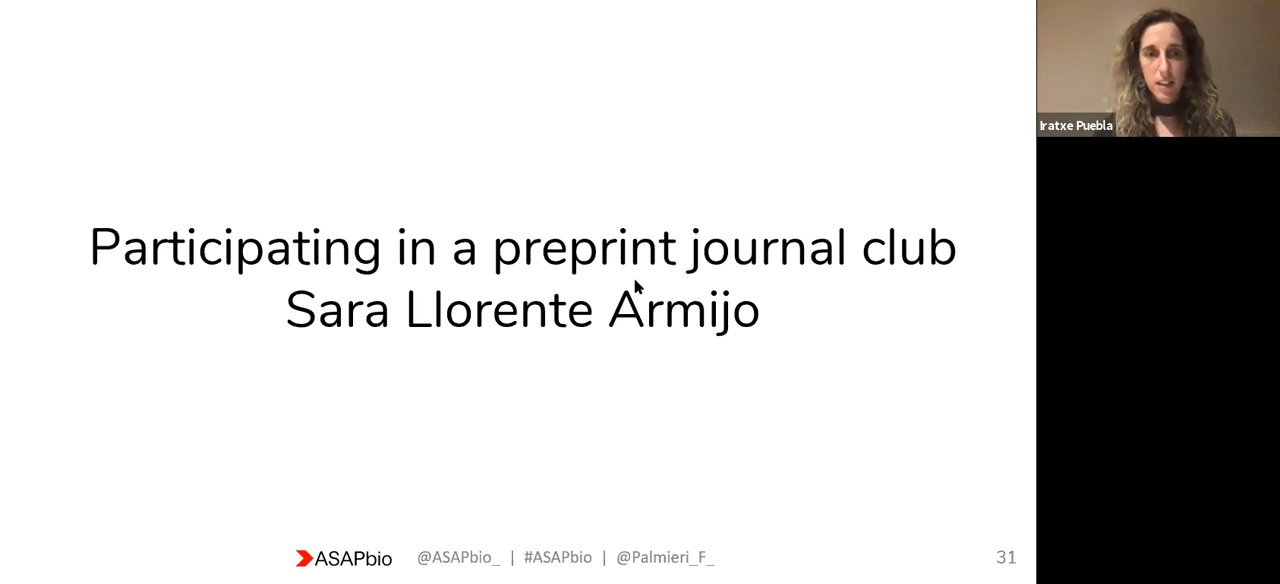 Participating in a preprint journal club
Sara Llorente Armijo
ASAPbio
@ASAPbio_ | #ASAPbio | @Palmieri_F_
31
Iratxe Puebla